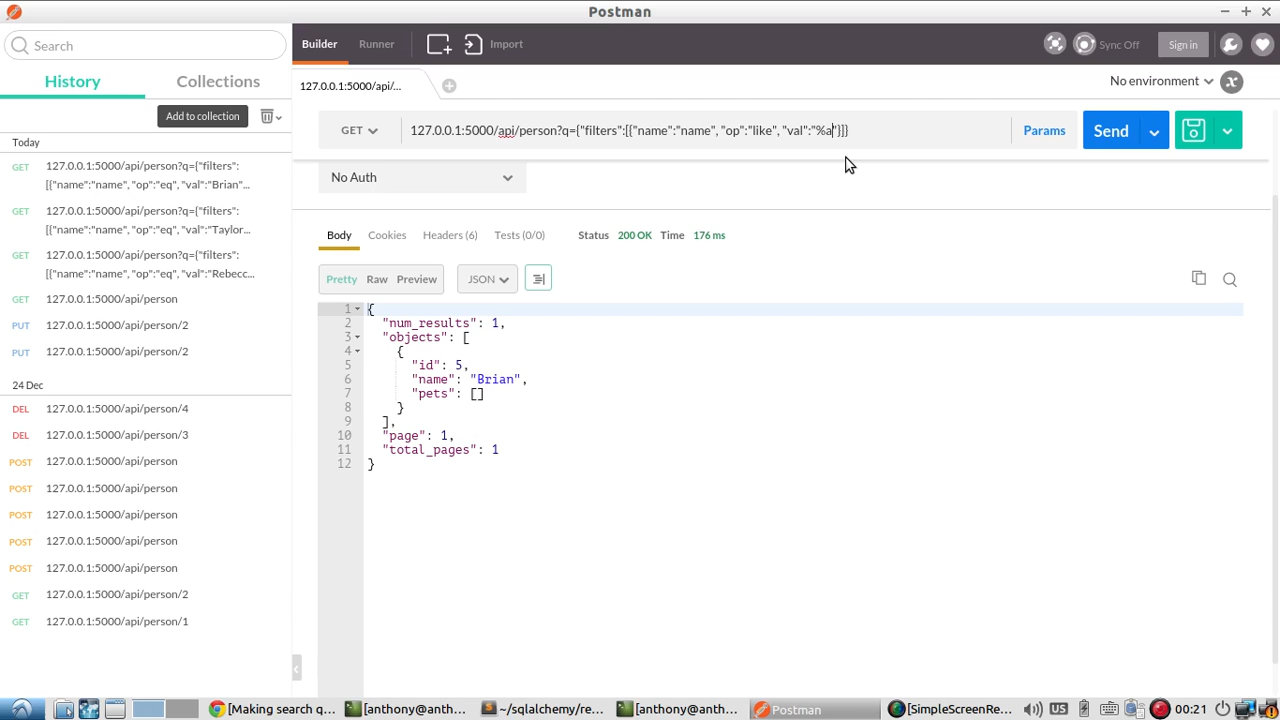 Postman
Search
Builder
Runner
Import
Sync Off
Sign in
History
Collections
127.0.0.1:5000/api/...
No environment
Add to collection
GET
127.0.0.1:5000/api/person?q={"filters":[{"name":"name", "op":"like", "val":"%a"}]}
Params
Send
Today
GET 127.0.0.1:5000/api/person?q={"filters":
[{"name":"name", "op":"eq", "val":"Brian"...
GET 127.0.0.1:5000/api/person?q={"filters":
[{"name":"name", "op":"eq", "val":"Taylor...
GET 127.0.0.1:5000/api/person?q={"filters":
[{"name":"name", "op":"eq", "val":"Rebecc...
GET 127.0.0.1:5000/api/person
PUT 127.0.0.1:5000/api/person/2
PUT 127.0.0.1:5000/api/person/2
24 Dec
DEL 127.0.0.1:5000/api/person/4
DEL 127.0.0.1:5000/api/person/3
POST 127.0.0.1:5000/api/person
POST 127.0.0.1:5000/api/person
POST 127.0.0.1:5000/api/person
POST 127.0.0.1:5000/api/person
POST 127.0.0.1:5000/api/person
GET 127.0.0.1:5000/api/person/2
GET 127.0.0.1:5000/api/person/1
No Auth
Body Cookies Headers (6) Tests (0/0) Status 200 OK Time 176 ms
Pretty Raw Preview JSON
1 {
2 "num_results": 1,
3 "objects": [
4 {
5 "id": 5,
6 "name": "Brian",
7 "pets": []
8 }
9 ],
10 "page": 1,
11 "total_pages": 1
12 }
[Making search q...
[anthony@anth...
~/sqlalchemy/re...
[anthony@anth...
Postman
[SimpleScreenRe...
US
00:21